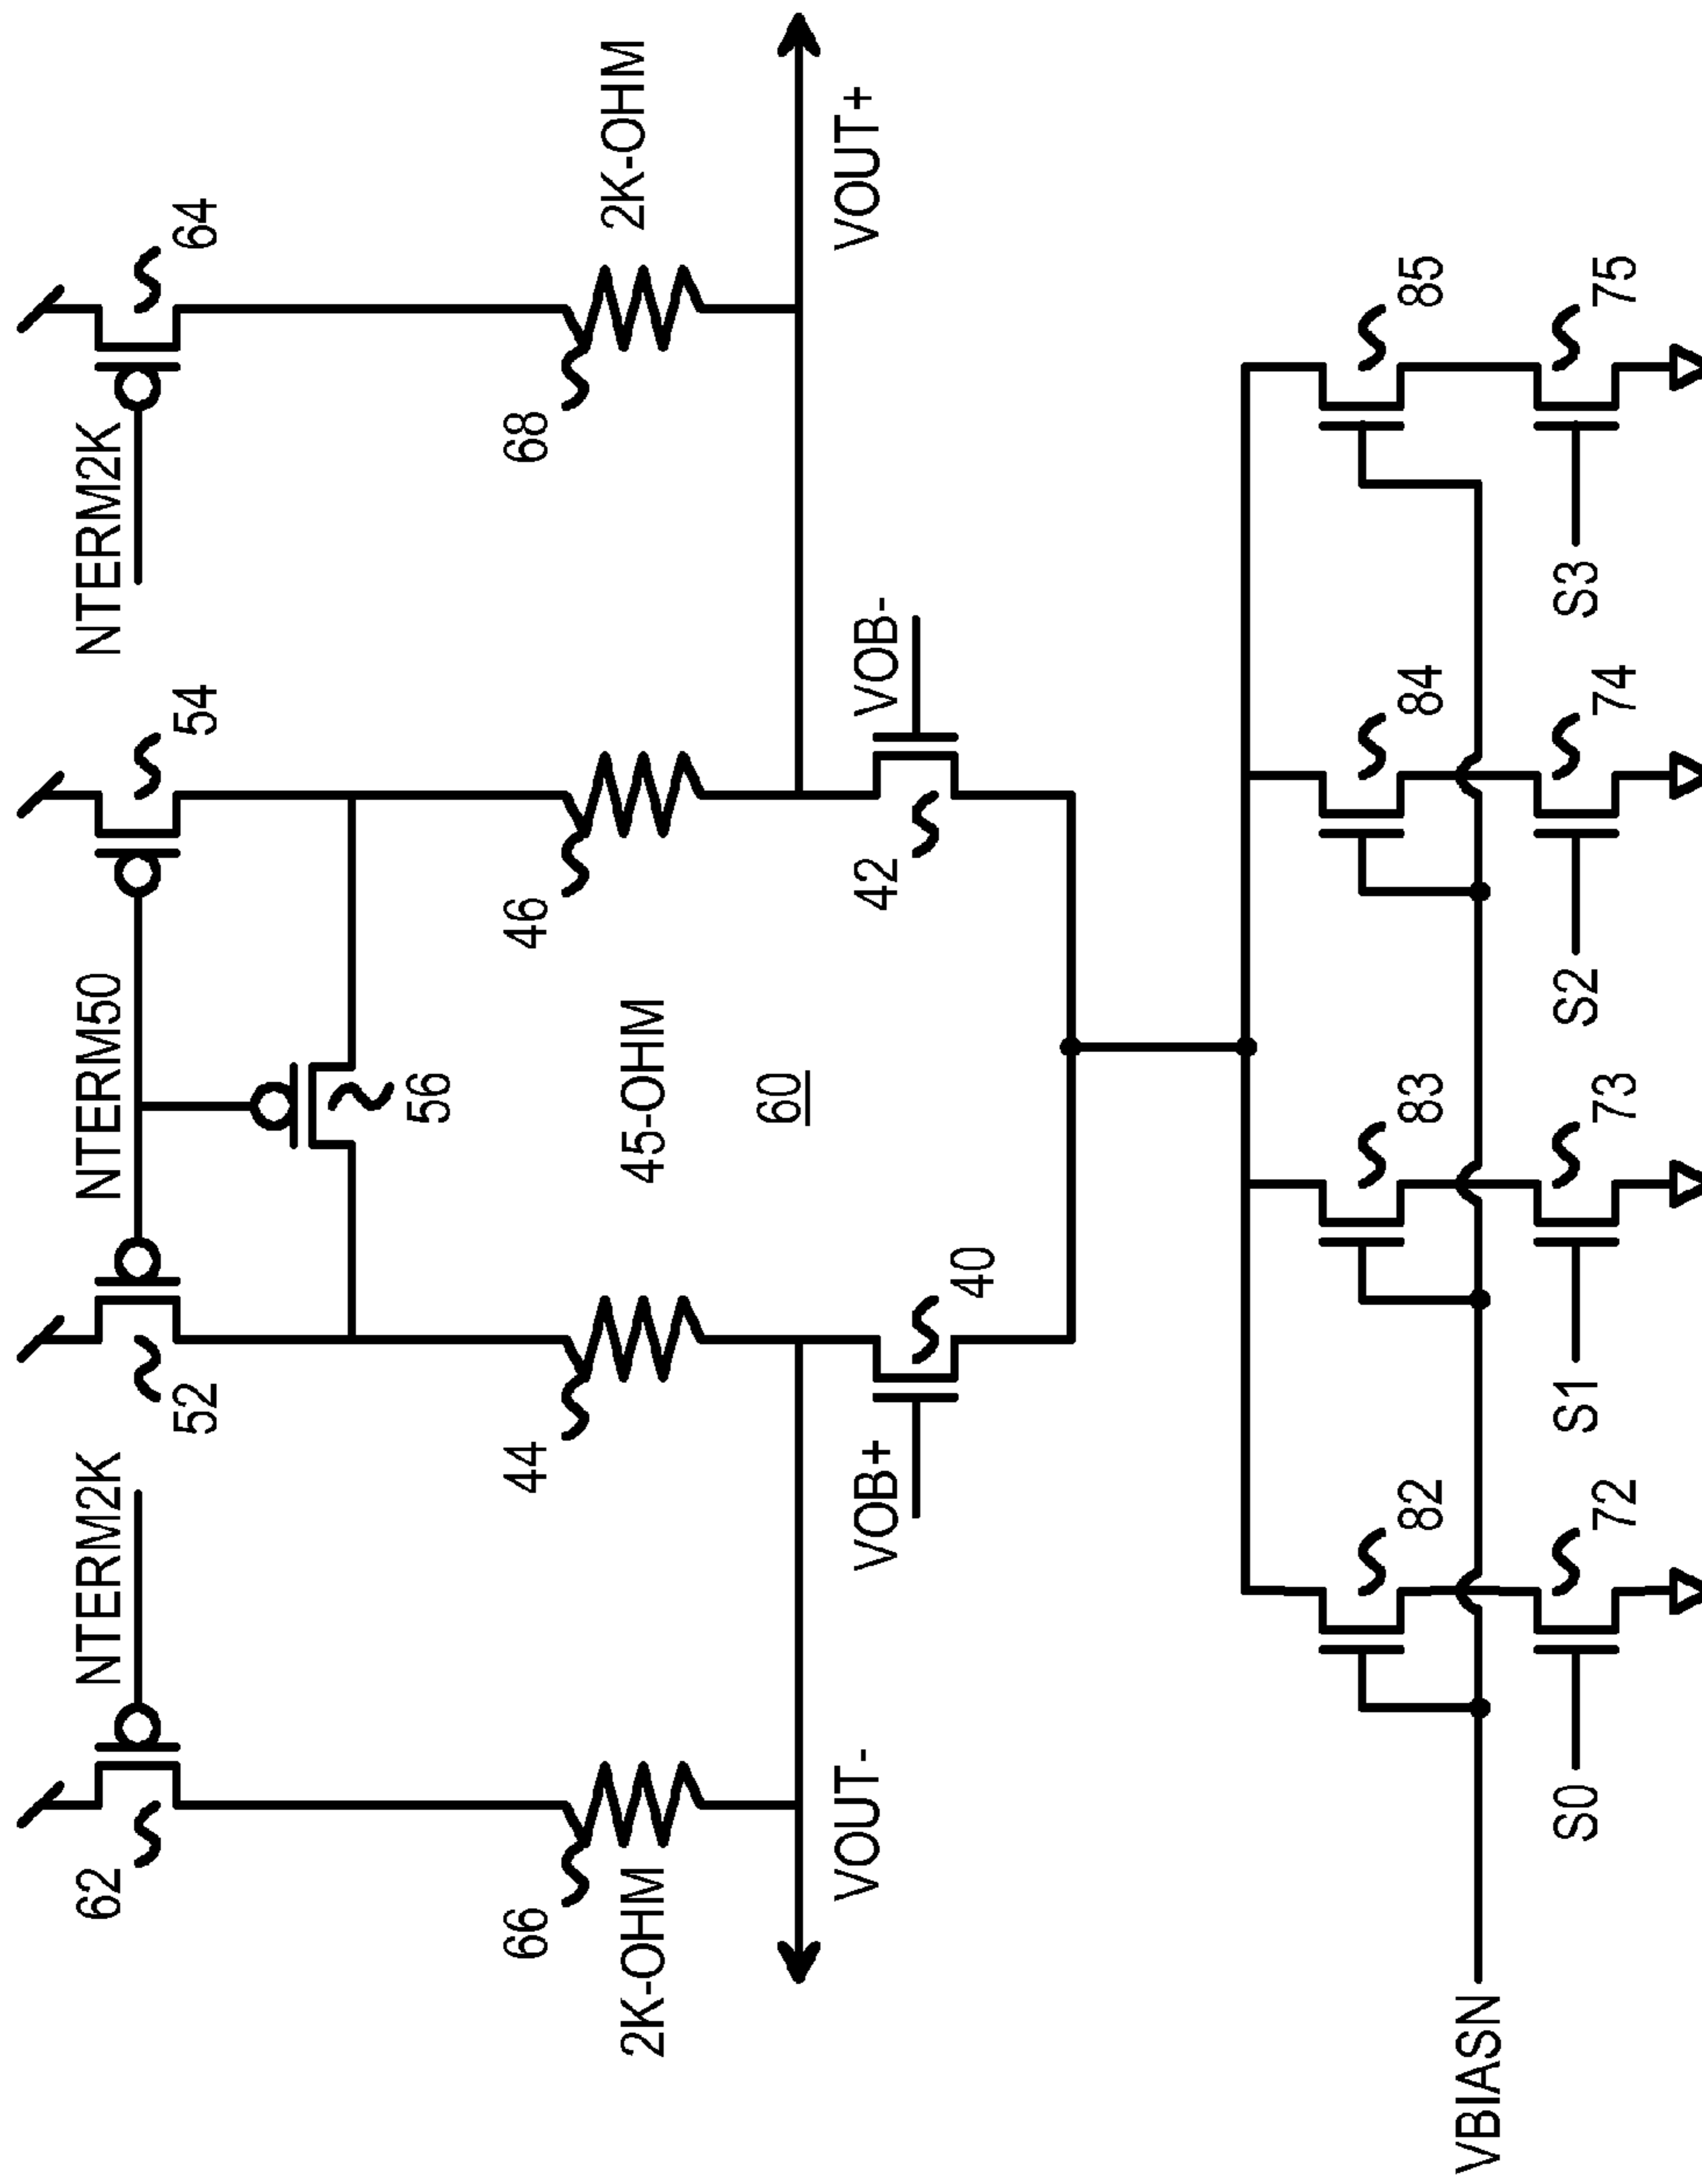 62
NTERM2K
52
NTERM50
54
NTERM2K
64
56
66
44
46
68
2K-OHM
45-OHM
2K-OHM
60
VOUT-
VOUT+
VOB+
40
42
VOB-
82
83
84
85
VBIASN
S0
72
S1
73
S2
74
S3
75